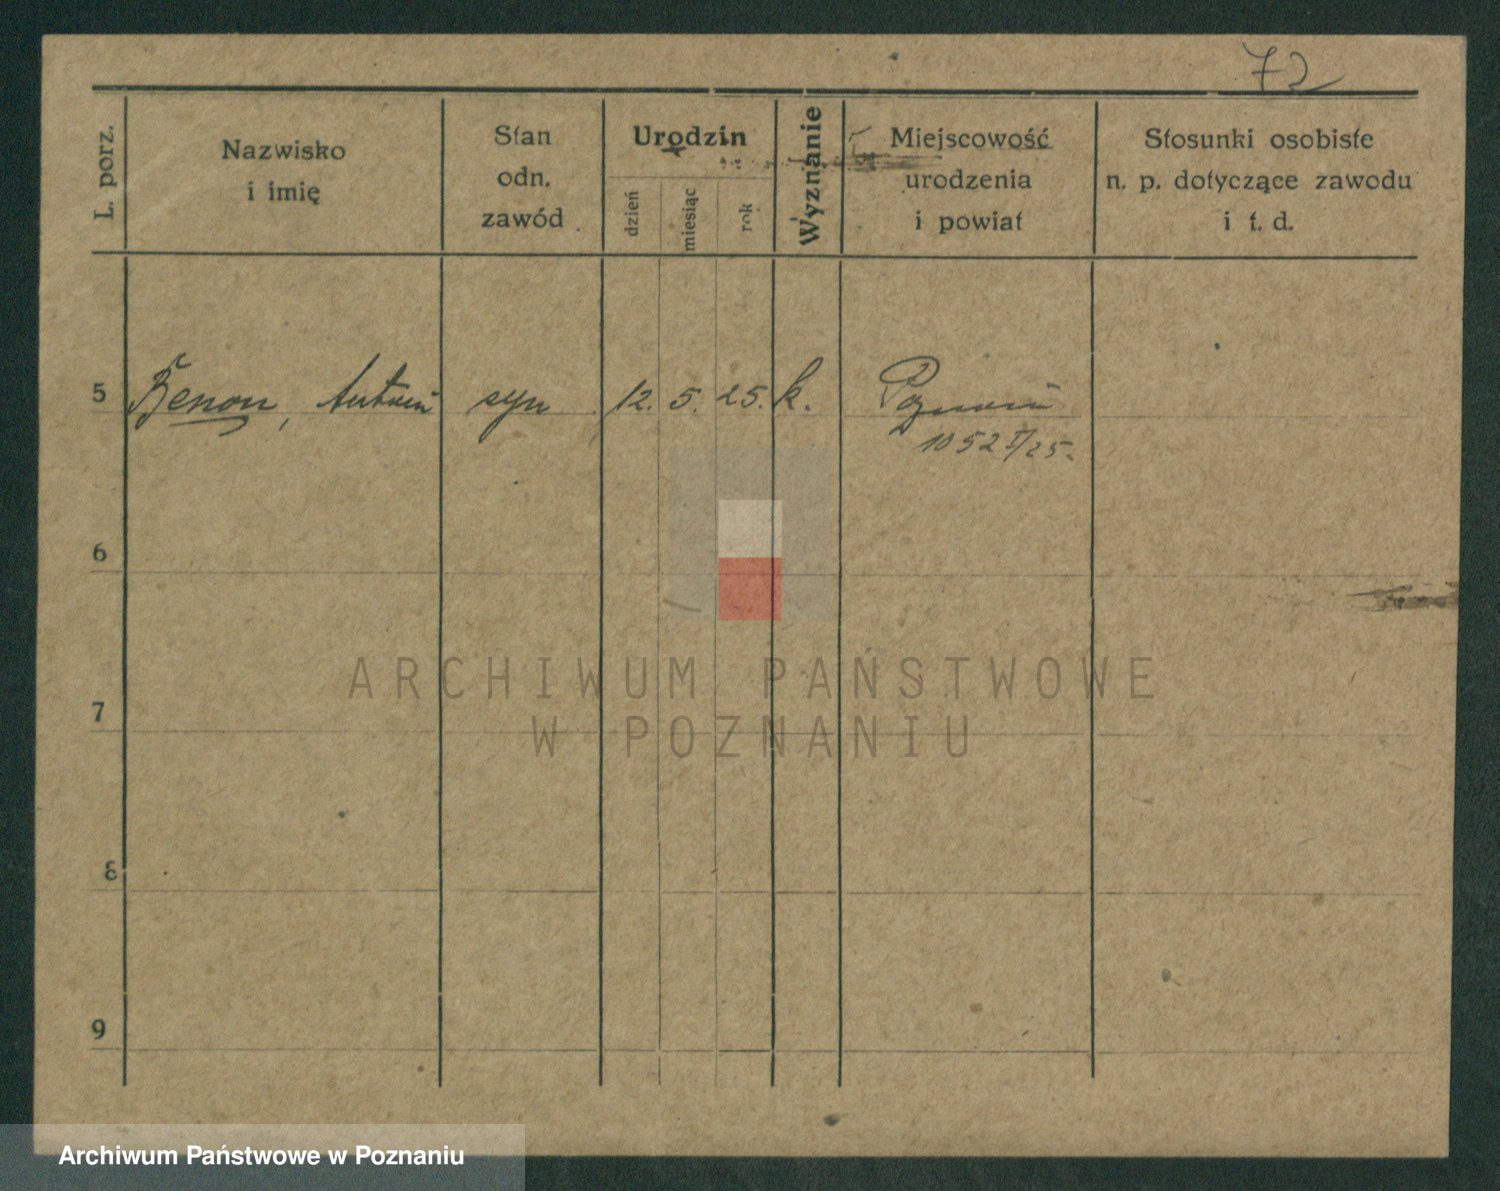 72
L. porz.
Nazwisko
i imię
Stan
odn.
zawód
Urodzin
dzień
miesiąc
rok
Wyznanie
Miejscowość
urodzenia
i powiat
Stosunki osobiste
n. p. dotyczące zawodu
i t. d.
5 Benon, Antoni syn 12. 5. 25. k. Poznań
1052 I/25.
6
7
8
9
ARCHIWUM PAŃSTWOWE
W POZNANIU
Archiwum Państwowe w Poznaniu